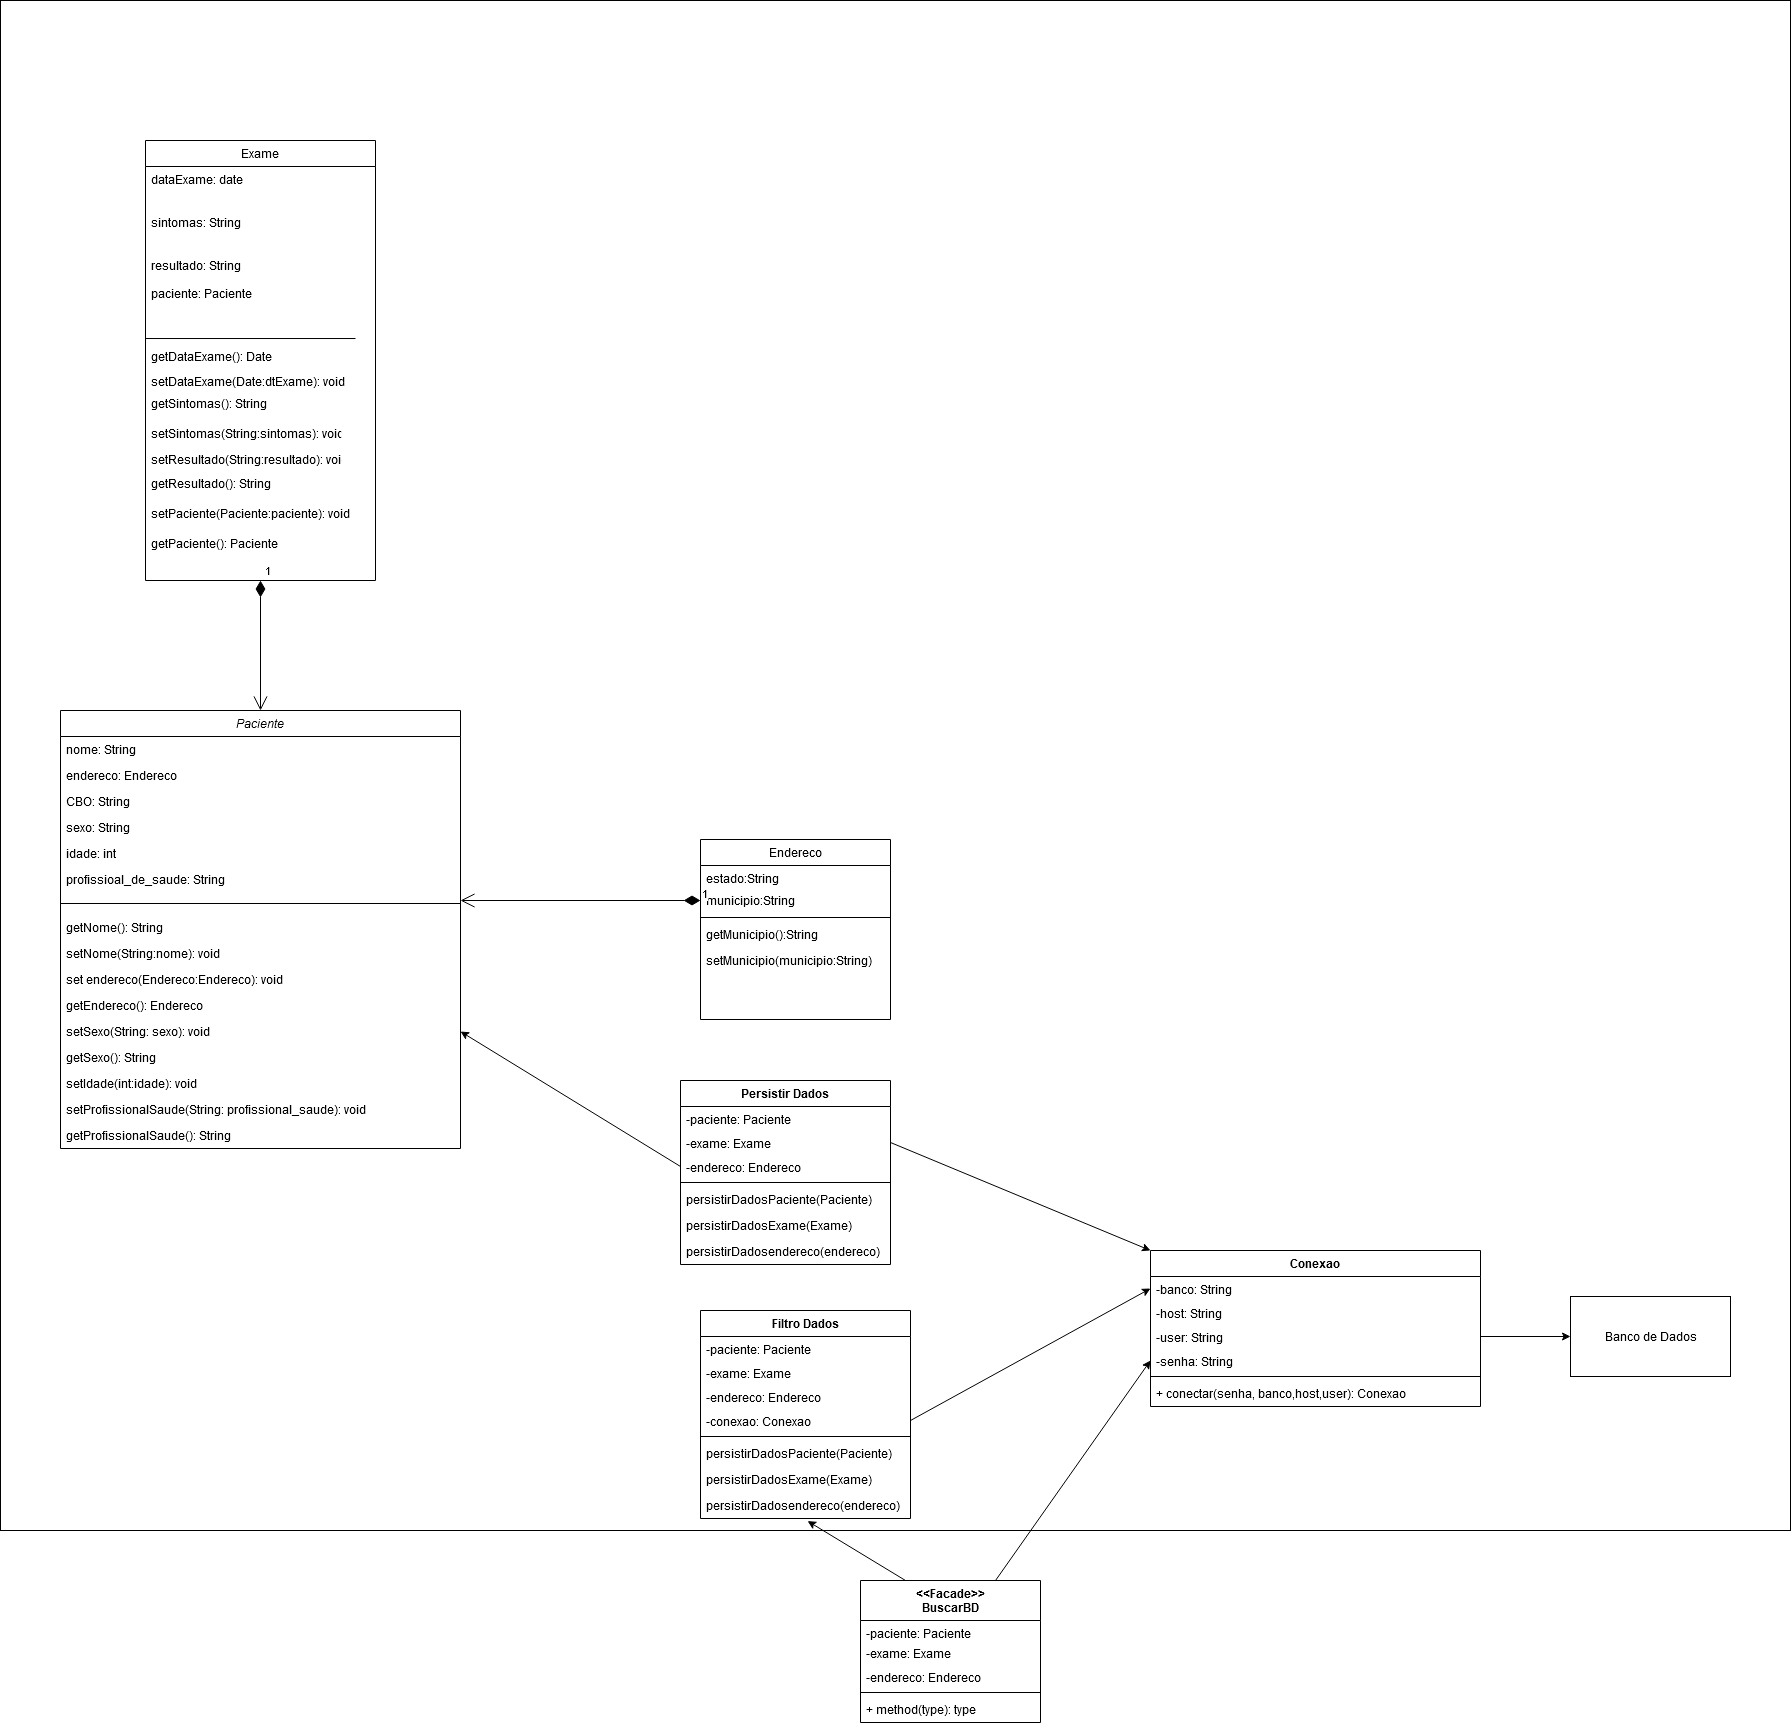 Exame
dataExame: date
sintomas: String
resultado: String
paciente: Paciente
getDataExame(): Date
setDataExame(Date:dtExame): void
getSintomas(): String
setSintomas(String:sintomas): voic
setResultado(String:resultado): voi
getResultado(): String
setPaciente(Paciente:paciente): void
getPaciente(): Paciente
1
Paciente
nome: String
endereco: Endereco
CBO: String
sexo: String
idade: int
profissioal_de_saude: String
getNome(): String
setNome(String:nome): void
set endereco(Endereco:Endereco): void
getEndereco(): Endereco
setSexo(String: sexo): void
getSexo(): String
setIdade(int:idade): void
setProfissionalSaude(String: profissional_saude): void
getProfissionalSaude(): String
Endereco
estado:String
1
municipio:String
getMunicipio():String
setMunicipio(municipio:String)
Persistir Dados
-paciente: Paciente
-exame: Exame
-endereco: Endereco
persistirDadosPaciente(Paciente)
persistirDadosExame(Exame)
persistirDadosendereco(endereco)
Filtro Dados
-paciente: Paciente
-exame: Exame
-endereco: Endereco
-conexao: Conexao
persistirDadosPaciente(Paciente)
persistirDadosExame(Exame)
persistirDadosendereco(endereco)
Conexao
-banco: String
-host: String
-user: String
-senha: String
+ conectar(senha, banco,host,user): Conexao
Banco de Dados
<<Facade>>
BuscarBD
-paciente: Paciente
-exame: Exame
-endereco: Endereco
+ method(type): type